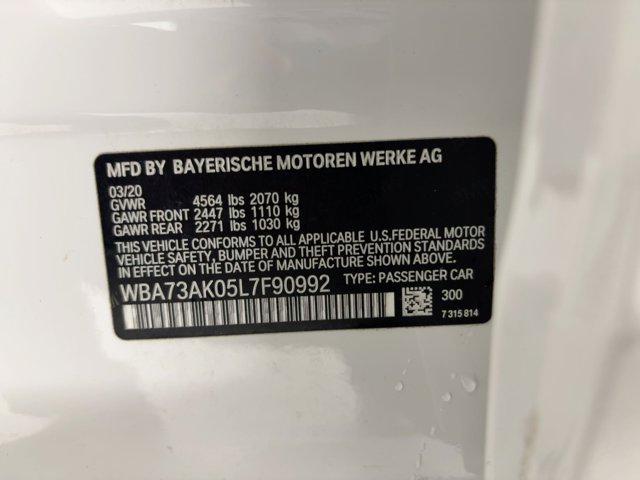 MFD BY BAYERISCHE MOTOREN WERKE AG
03/20
GVWR 4564 lbs 2070 kg
GAWR FRONT 2447 lbs 1110 kg
GAWR REAR 2271 lbs 1030 kg
THIS VEHICLE CONFORMS TO ALL APPLICABLE U.S.FEDERAL MOTOR
VEHICLE SAFETY, BUMPER AND THEFT PREVENTION STANDARDS
IN EFFECT ON THE DATE OF MANUFACTURE SHOWN ABOVE.
WBA73AK05L7F90992 TYPE: PASSENGER CAR
300
7 315 814